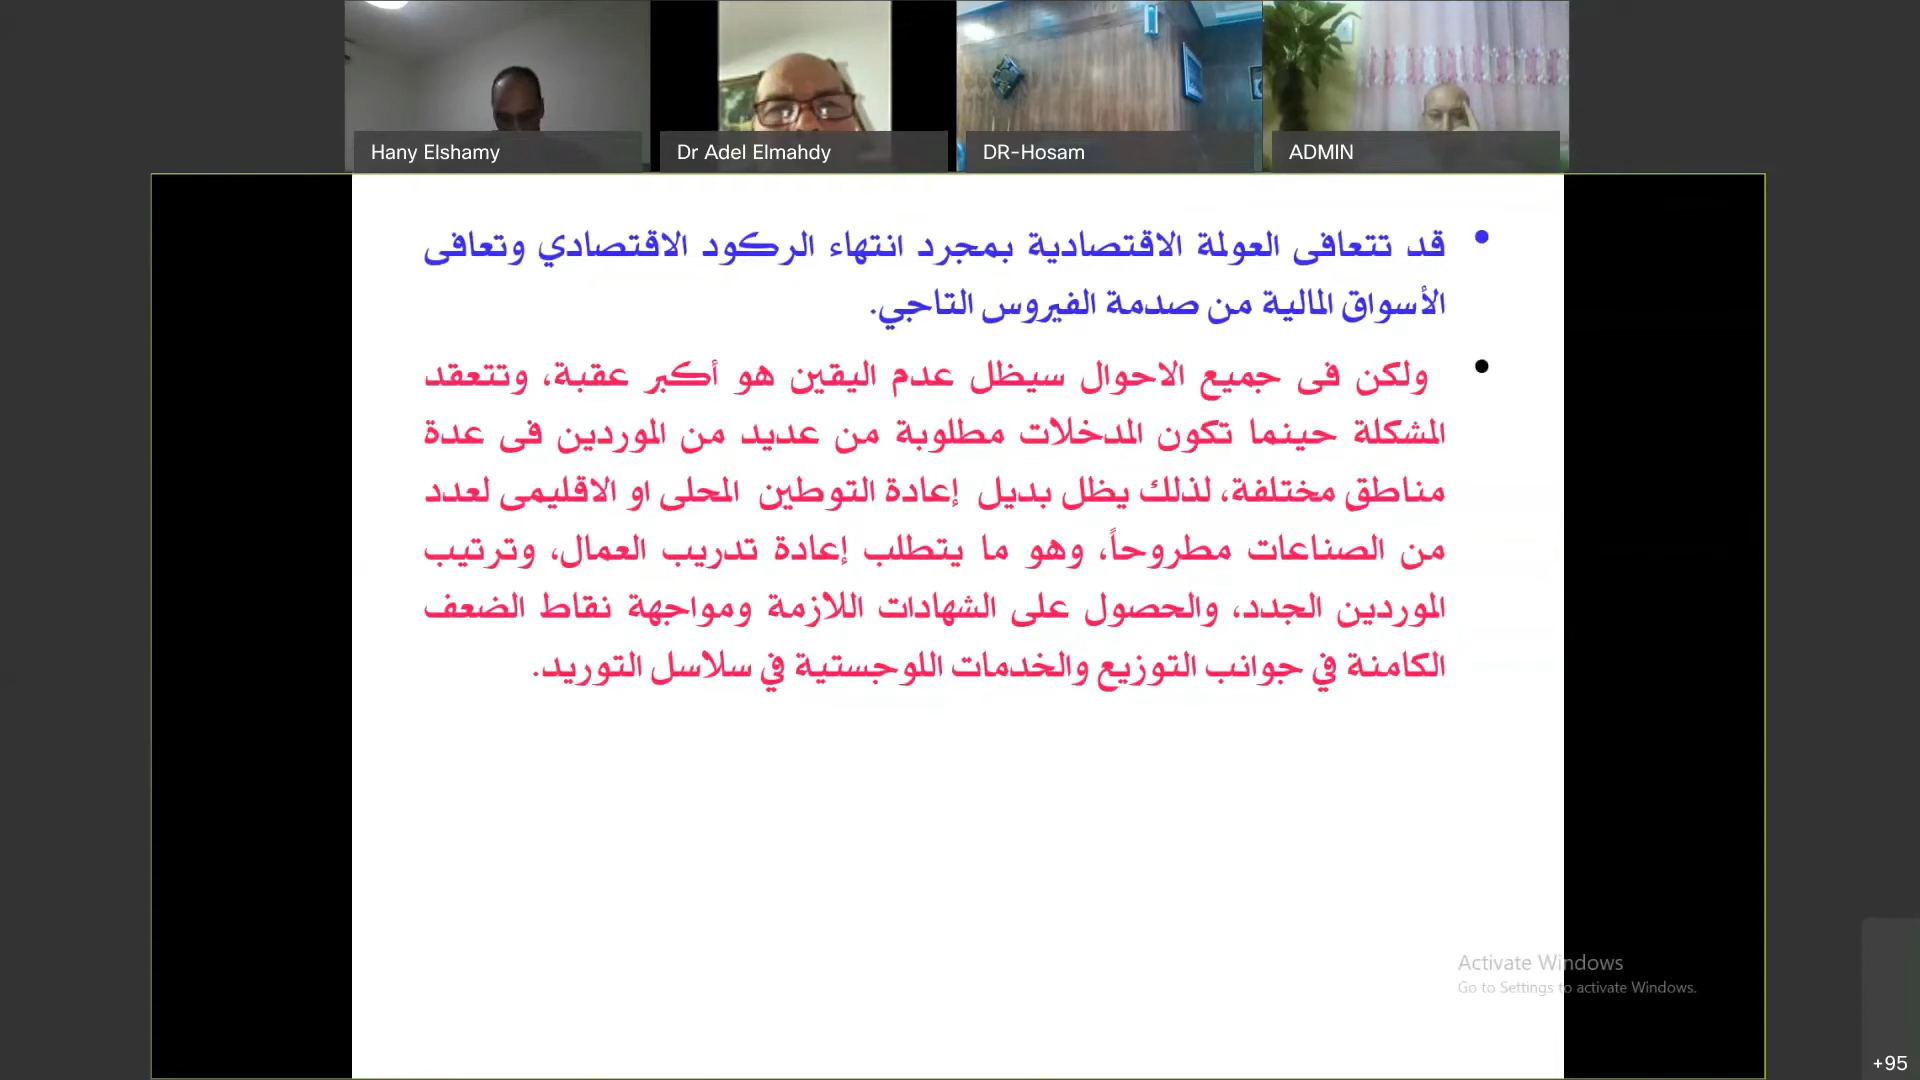 Hany Elshamy
Dr Adel Elmahdy
DR-Hosam
ADMIN
• قد تتعافى العولمة الاقتصادية بمجرد انتهاء الركود الاقتصادي وتعافى
الأسواق المالية من صدمة الفيروس التاجي.
• ولكن فى جميع الاحوال سيظل عدم اليقين هو أكبر عقبة، وتتعقد
المشكلة حينما تكون المدخلات مطلوبة من عديد من الموردين فى عدة
مناطق مختلفة، لذلك يظل بديل إعادة التوطين المحلى او الاقليمى لعدد
من الصناعات مطروحاً، وهو ما يتطلب إعادة تدريب العمال، وترتيب
الموردين الجدد، والحصول على الشهادات اللازمة ومواجهة نقاط الضعف
الكامنة في جوانب التوزيع والخدمات اللوجستية في سلاسل التوريد.
Activate Windows
Go to Settings to activate Windows.
+95